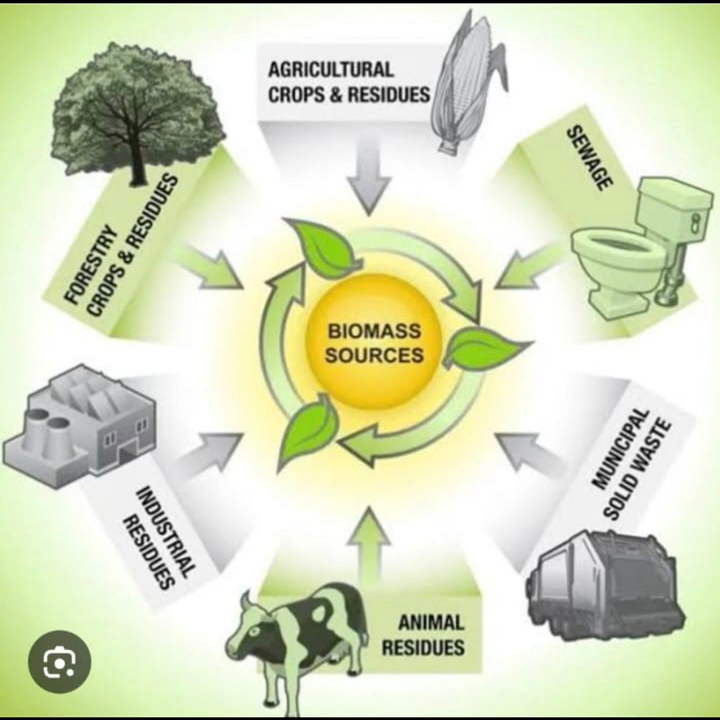 AGRICULTURAL
CROPS & RESIDUES
SEWAGE
FORESTRY
CROPS & RESIDUES
BIOMASS
SOURCES
MUNICIPAL
SOLID WASTE
INDUSTRIAL
RESIDUES
ANIMAL
RESIDUES